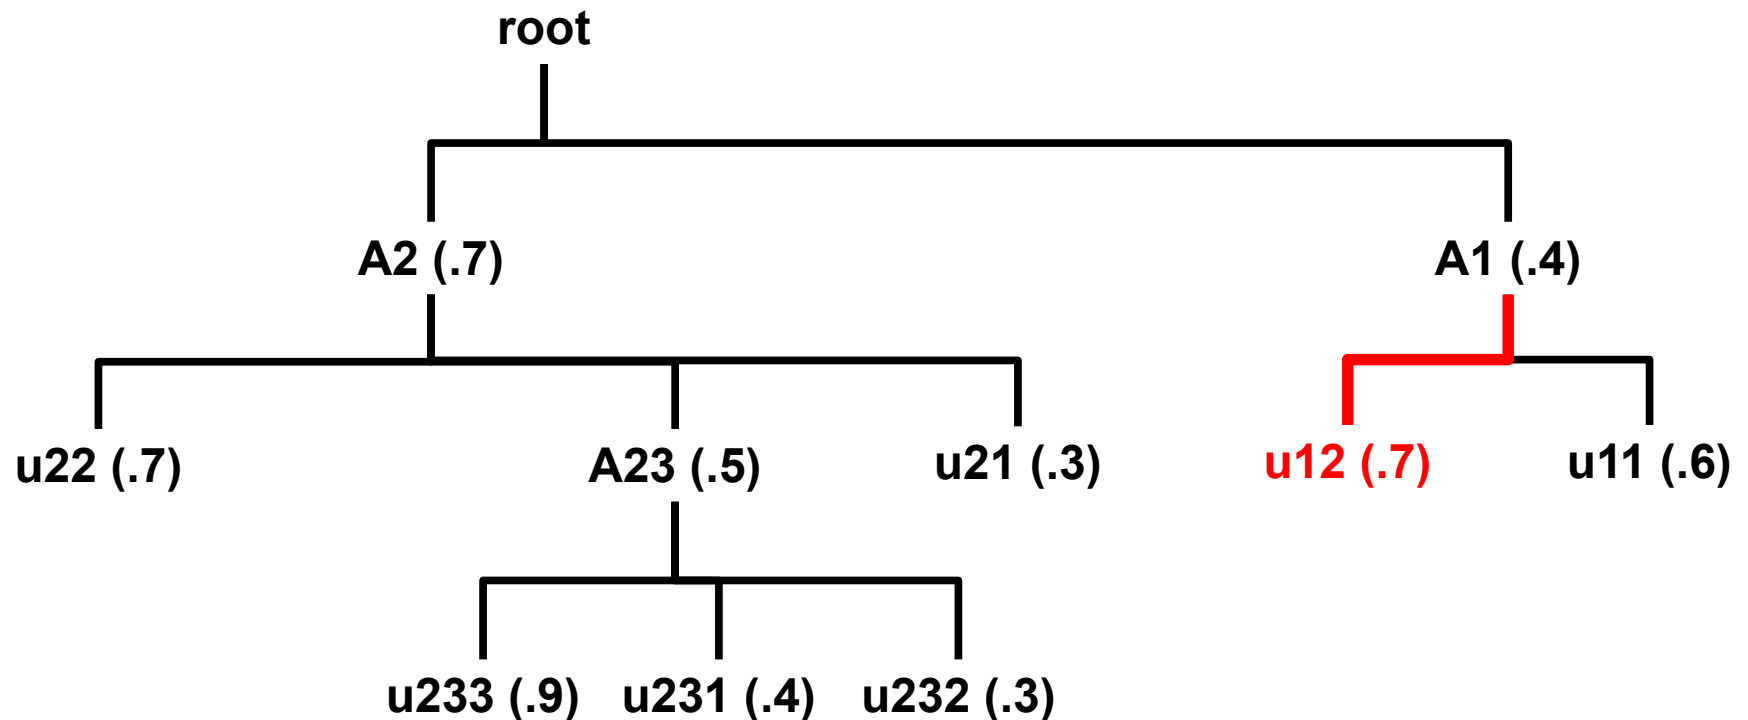 root
A2 (.7)
A1 (.4)
u22 (.7)
A23 (.5)
u21 (.3)
u12 (.7)
u11 (.6)
u233 (.9)
u231 (.4)
u232 (.3)